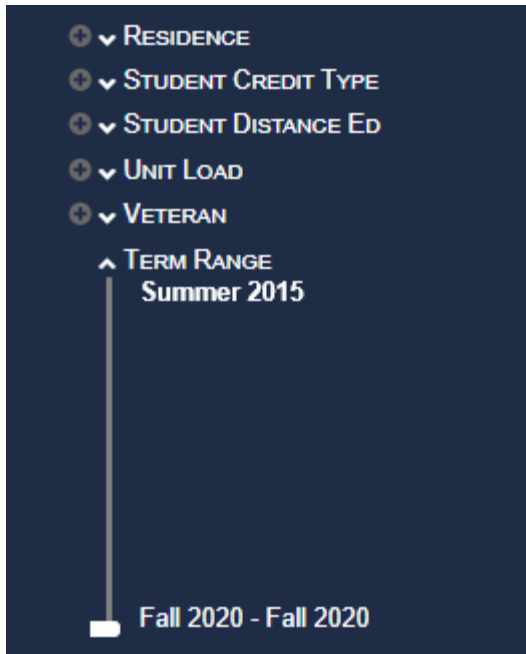 Residence
Student Credit Type
Student Distance Ed
Unit Load
Veteran
Term Range
Summer 2015
Fall 2020 - Fall 2020